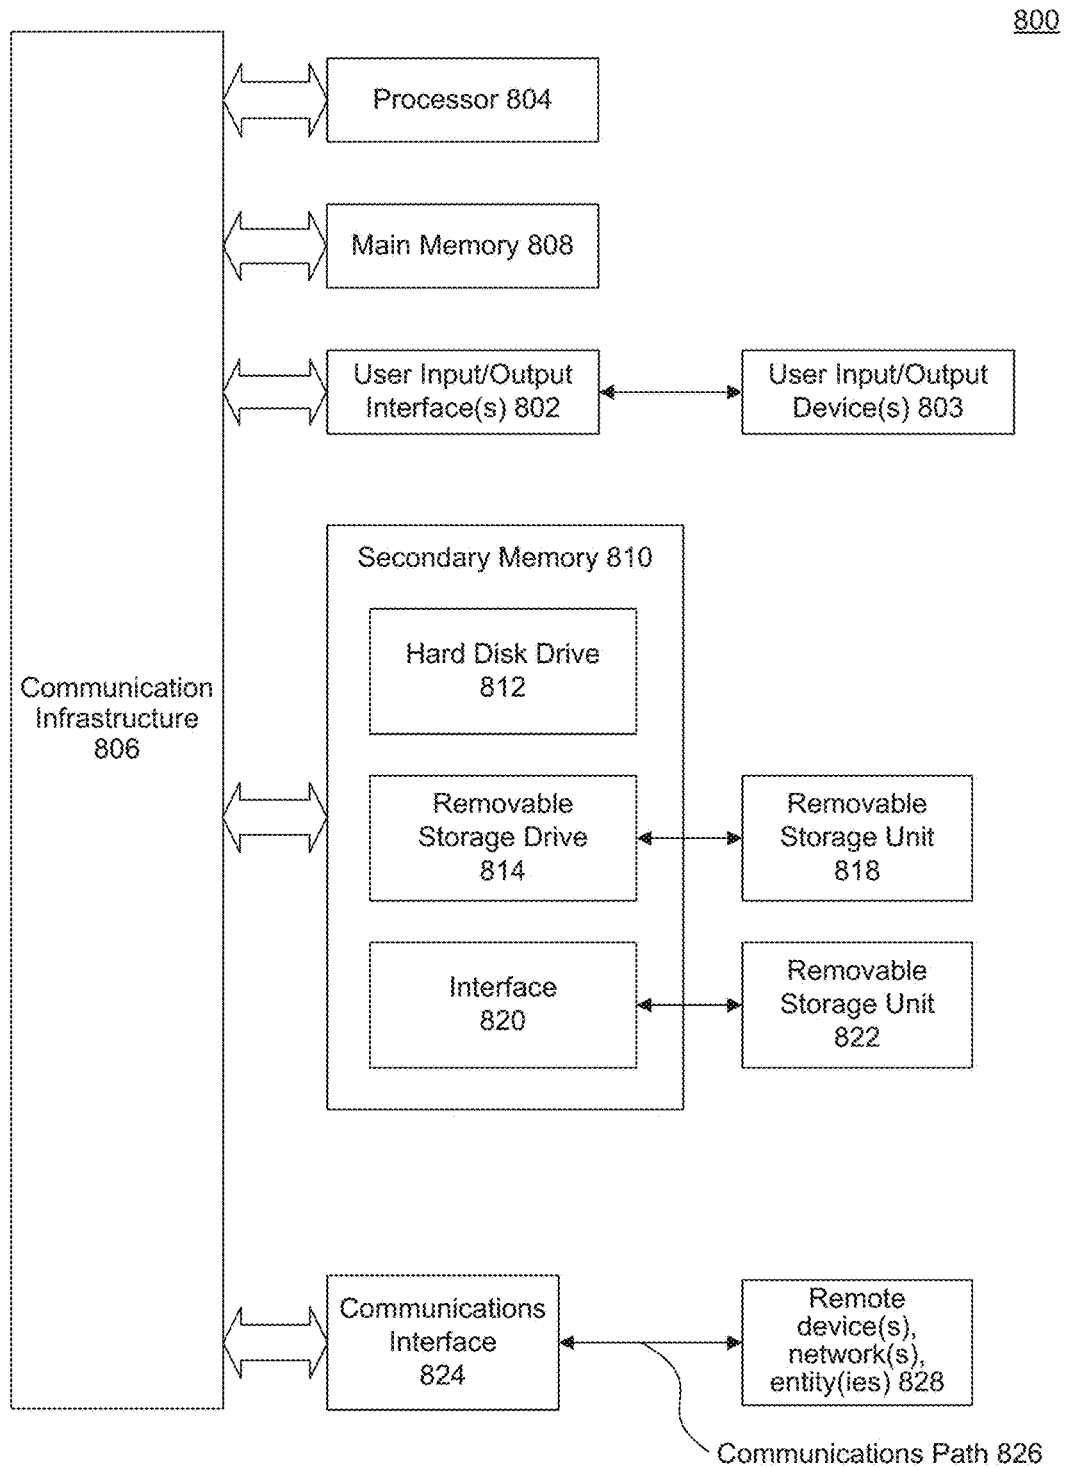 800
Processor 804
Main Memory 808
User Input/Output
Interface(s) 802
User Input/Output
Device(s) 803
Secondary Memory 810
Hard Disk Drive
812
Communication
Infrastructure
806
Removable
Storage Drive
814
Removable
Storage Unit
818
Interface
820
Removable
Storage Unit
822
Communications
Interface
824
Remote
device(s),
network(s),
entity(ies) 828
Communications Path 826